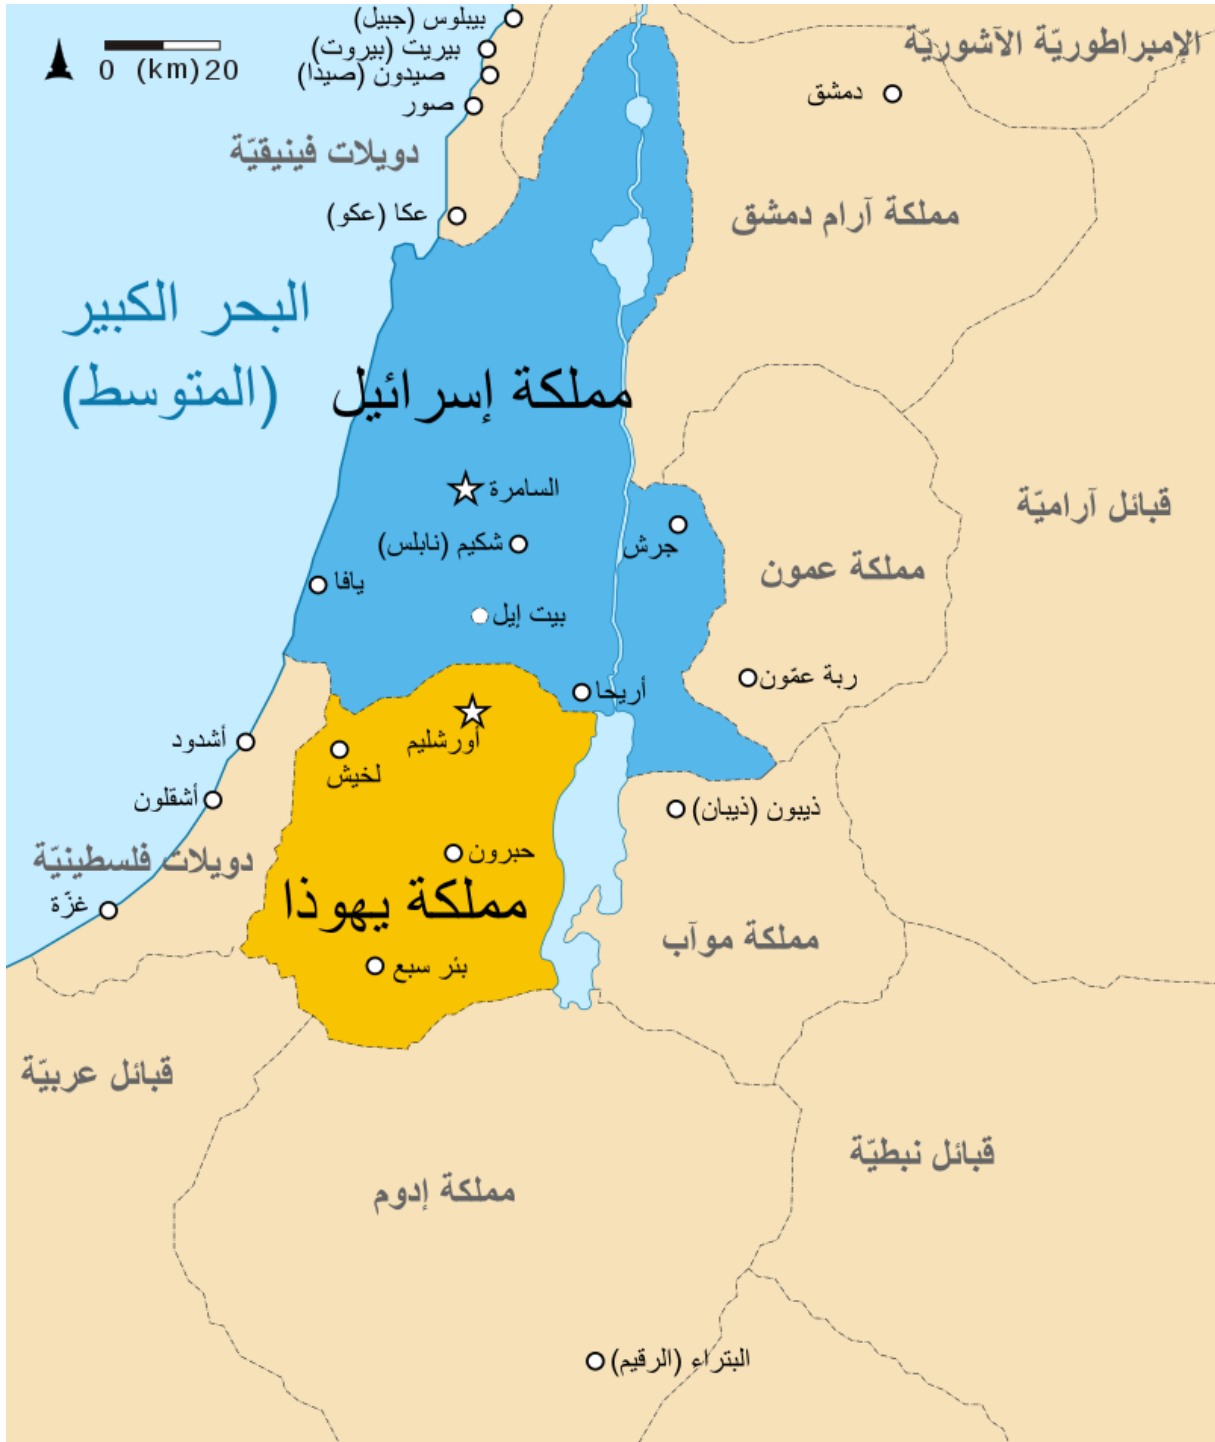 بيبلوس (جبيل)
بيريت (بيروت)
صيدون (صيدا)
صور
0 (km) 20
الإمبراطوريّة الآشوريّة
دمشق
دويلات فينيقيّة
عكا (عكو)
مملكة آرام دمشق
البحر الكبير
(المتوسط)
مملكة إسرائيل
السامرة
قبائل آراميّة
شكيم (نابلس)
جرش
مملكة عمون
يافا
بيت إيل
ربة عمّون
أريحا
أورشليم
أشدود
لخيش
أشقلون
ذيبون (ذيبان)
دويلات فلسطينيّة
حبرون
غزّة
مملكة يهوذا
مملكة موآب
بئر سبع
قبائل عربيّة
قبائل نبطيّة
مملكة إدوم
البتراء (الرقيم)